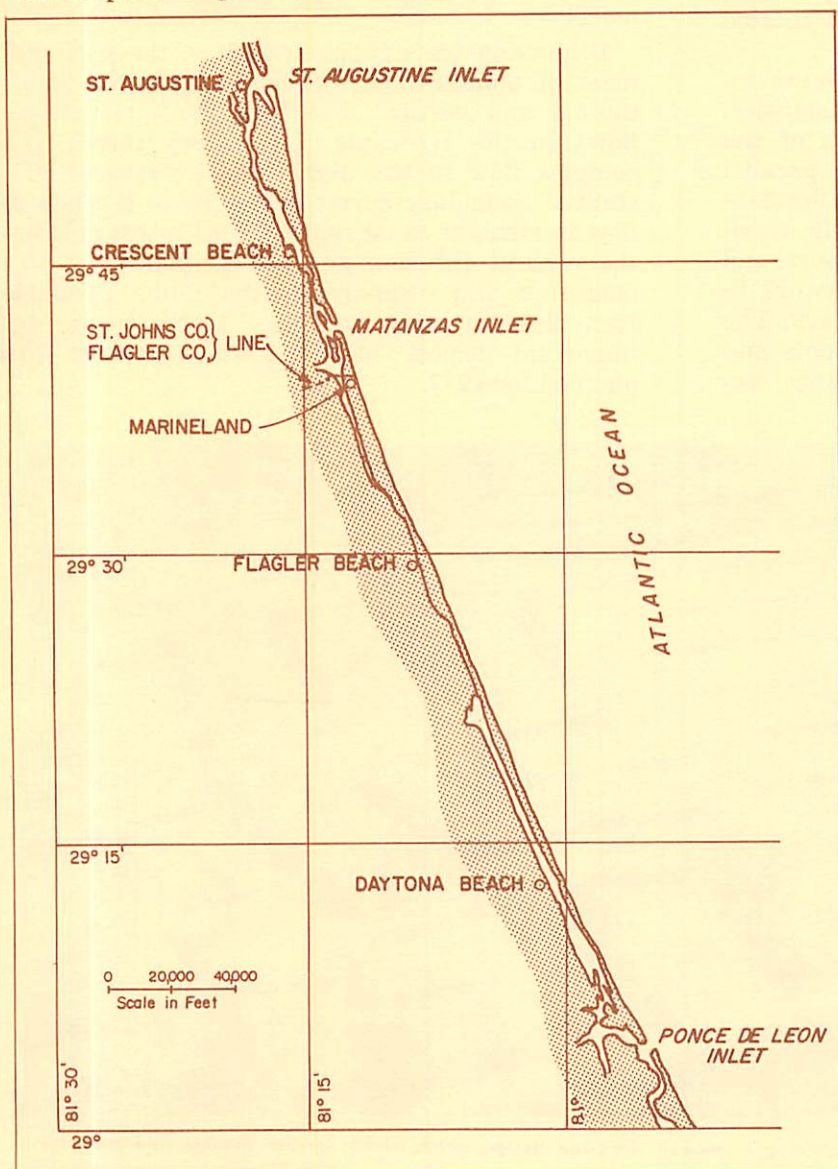 ST. AUGUSTINE
ST. AUGUSTINE INLET
CRESCENT BEACH
29° 45'
MATANZAS INLET
ST. JOHNS CO.} LINE
FLAGLER CO.
MARINELAND
ATLANTIC OCEAN
29° 30'
FLAGLER BEACH
29° 15'
DAYTONA BEACH
0 20,000 40,000
Scale in Feet
PONCE DE LEON
INLET
81° 30'
81° 15'
81°
29°